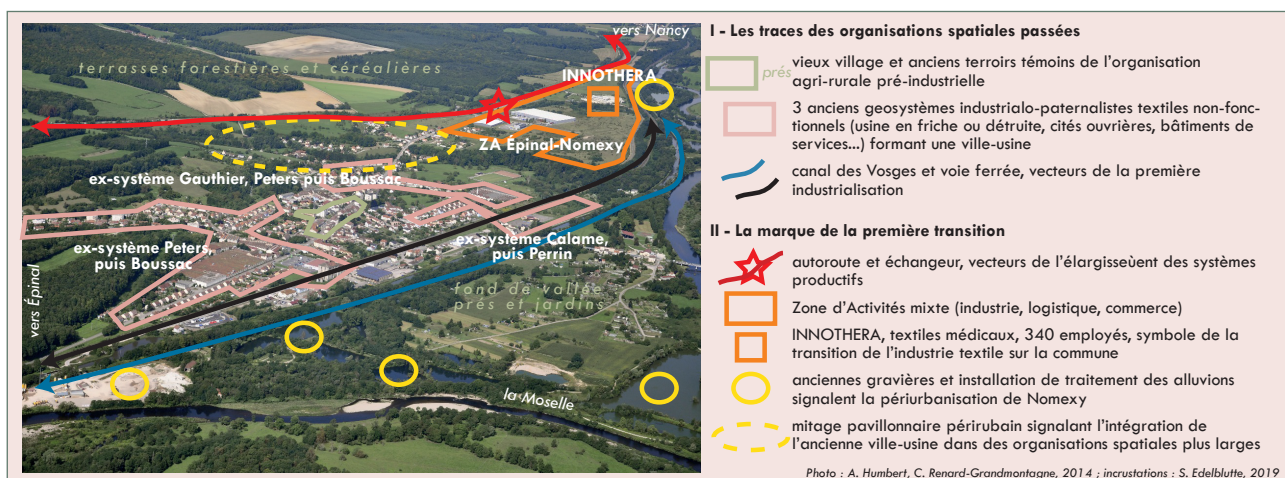 vers Nancy
terrasses forestières et céréalières
INNOTHERA
ZA Épinal-Nomexy
ex-système Gauthier, Peters puis Boussac
ex-système Peters,
puis Boussac
ex-système Calame,
puis Perrin
vers Épinal
fond de vallée
prés et jardins
la Moselle
I - Les traces des organisations spatiales passées
prés
vieux village et anciens terroirs témoins de l'organisation
agri-rurale pré-industrielle
3 anciens geosystèmes industrialo-paternalistes textiles non-fonc-
tionnels (usine en friche ou détruite, cités ouvrières, bâtiments de
services...) formant une ville-usine
canal des Vosges et voie ferrée, vecteurs de la première
industrialisation
II - La marque de la première transition
autoroute et échangeur, vecteurs de l'élargisseùent des systèmes
productifs
Zone d'Activités mixte (industrie, logistique, commerce)
INNOTHERA, textiles médicaux, 340 employés, symbole de la
transition de l'industrie textile sur la commune
anciennes gravières et installation de traitement des alluvions
signalent la périurbanisation de Nomexy
mitage pavillonnaire périrubain signalant l'intégration de
l'ancienne ville-usine dans des organisations spatiales plus larges
Photo : A. Humbert, C. Renard-Grandmontagne, 2014 ; incrustations : S. Edelblutte, 2019